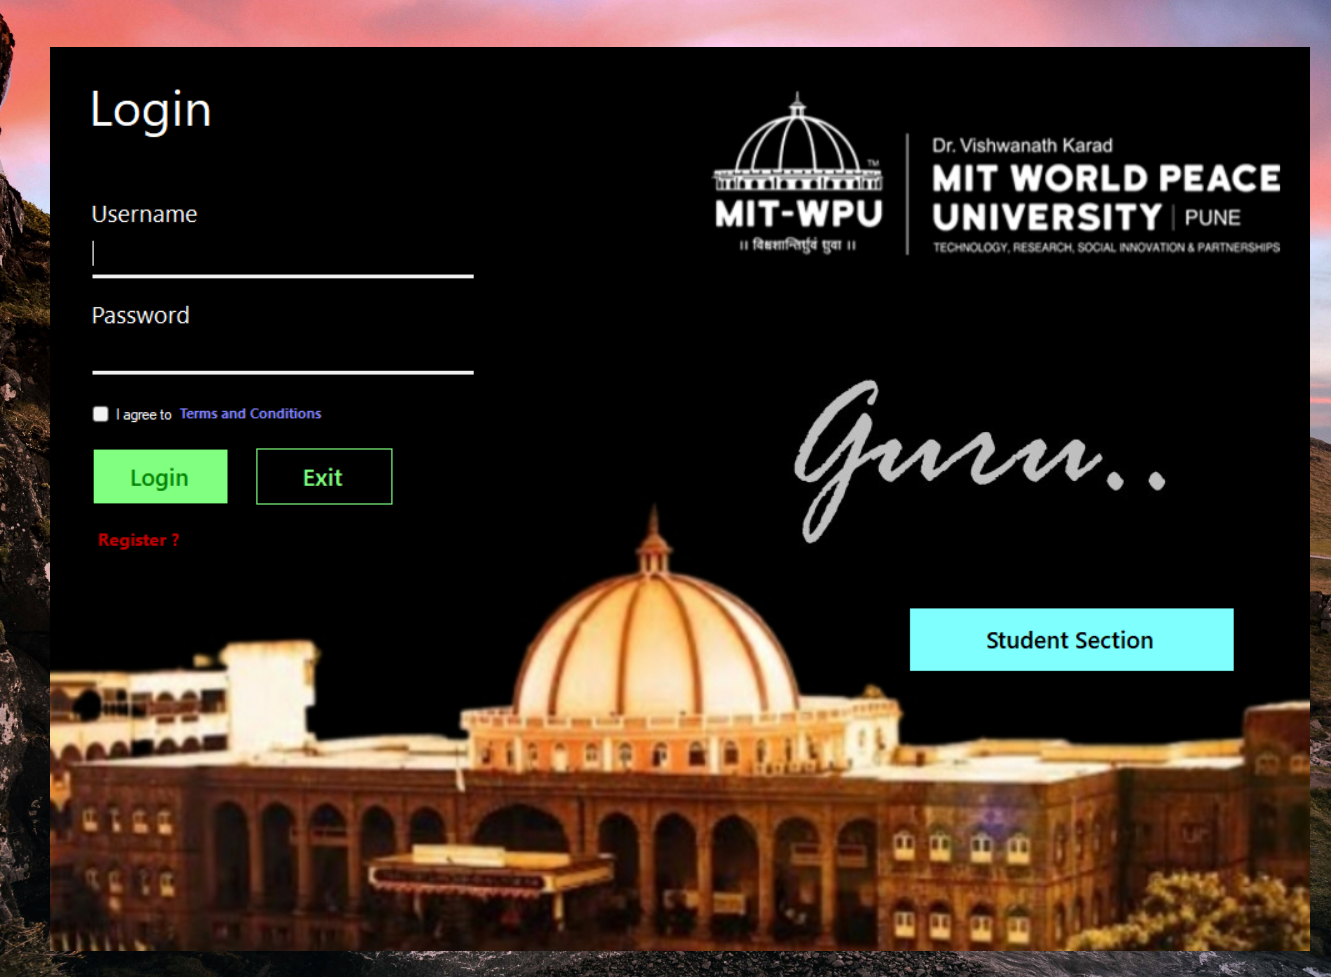 Login
Username
Password
I agree to Terms and Conditions
Login
Exit
Register ?
TM
MIT-WPU
॥ विश्वशान्तिर्ध्रुवं ध्रुवा ॥
Dr. Vishwanath Karad
MIT WORLD PEACE
UNIVERSITY | PUNE
TECHNOLOGY, RESEARCH, SOCIAL INNOVATION & PARTNERSHIPS
Guru..
Student Section